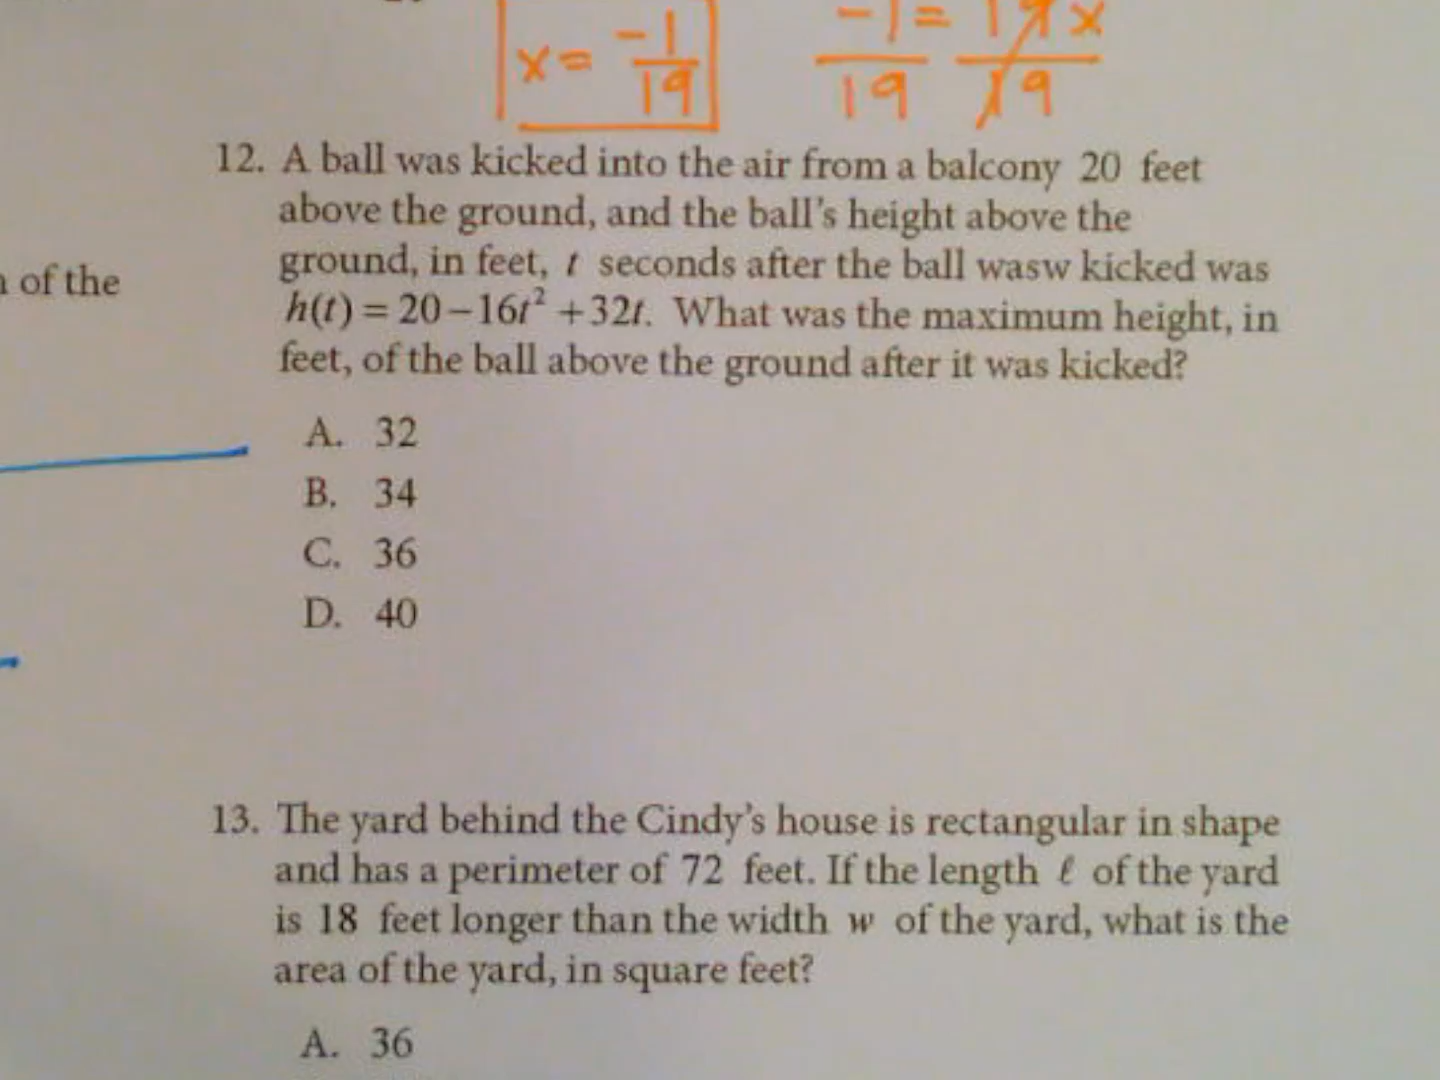 x = -1/19
-1/19 = 19x/19
12. A ball was kicked into the air from a balcony 20 feet
above the ground, and the ball's height above the
ground, in feet, t seconds after the ball wasw kicked was
h(t) = 20 – 16t² + 32t. What was the maximum height, in
feet, of the ball above the ground after it was kicked?
of the
A. 32
B. 34
C. 36
D. 40
13. The yard behind the Cindy's house is rectangular in shape
and has a perimeter of 72 feet. If the length ℓ of the yard
is 18 feet longer than the width w of the yard, what is the
area of the yard, in square feet?
A. 36